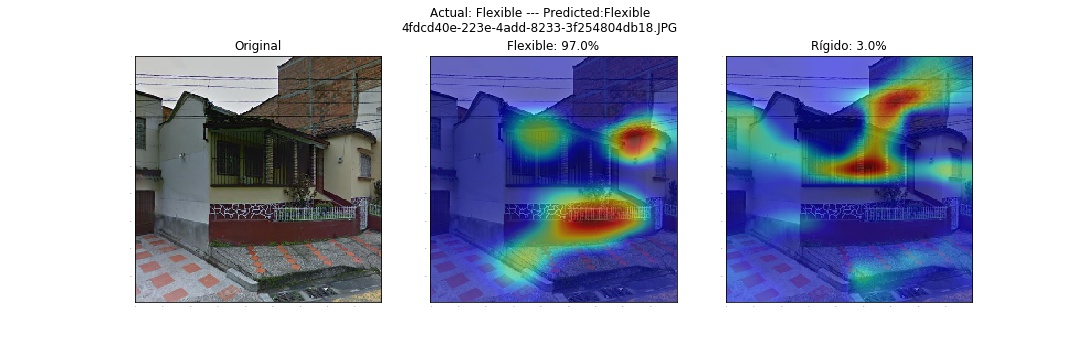 Actual: Flexible --- Predicted:Flexible
4fdcd40e-223e-4add-8233-3f254804db18.JPG
Original
Flexible: 97.0%
Rígido: 3.0%